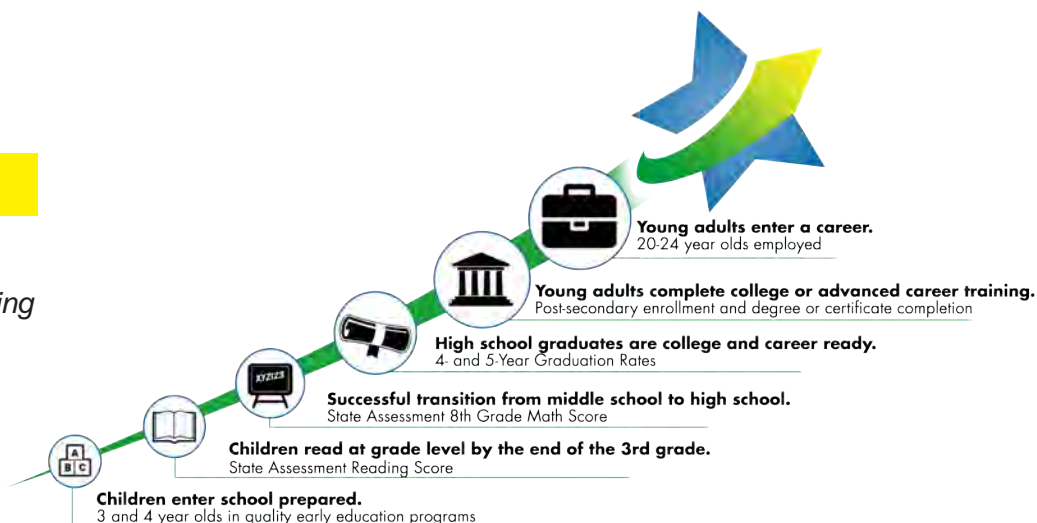 Young adults enter a career.
20-24 year olds employed
ing
Young adults complete college or advanced career training.
Post-secondary enrollment and degree or certificate completion
High school graduates are college and career ready.
4- and 5-Year Graduation Rates
XYZ123
Successful transition from middle school to high school.
State Assessment 8th Grade Math Score
Children read at grade level by the end of the 3rd grade.
State Assessment Reading Score
A
B C
Children enter school prepared.
3 and 4 year olds in quality early education programs